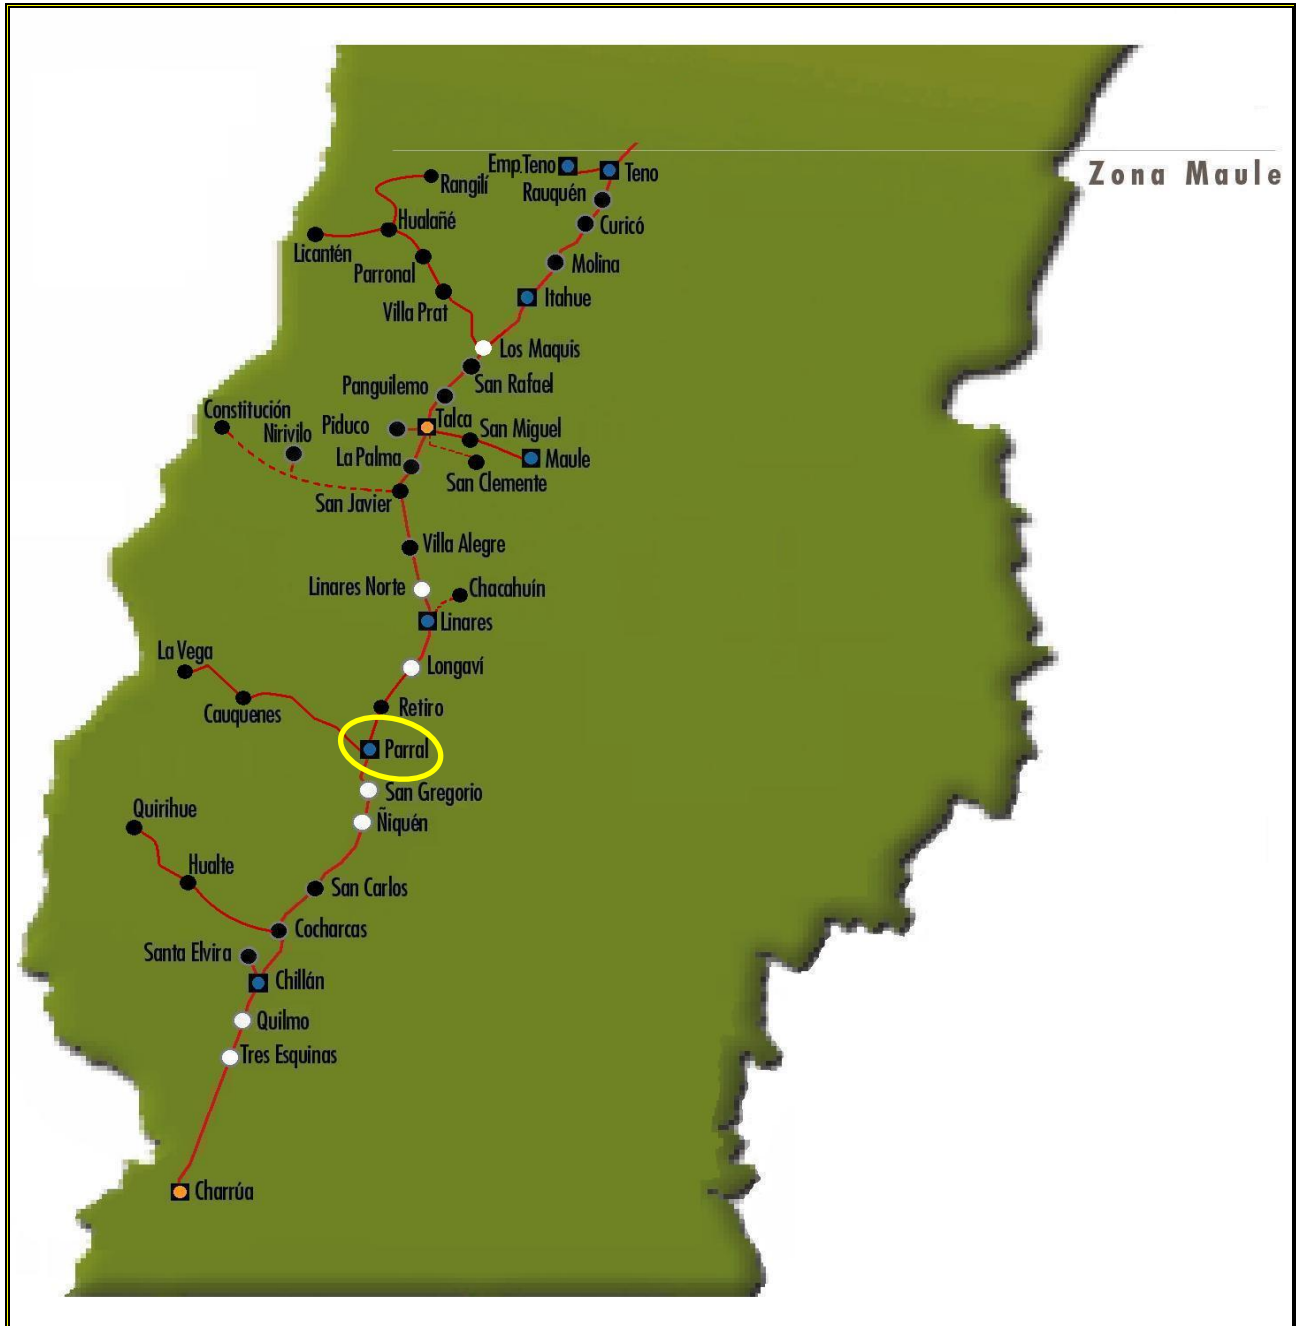 Emp.Teno
Teno
Zona Maule
Rangilí
Rauquén
Hualañé
Curicó
Licantén
Parronal
Molina
Villa Prat
Itahue
Los Maquis
San Rafael
Panguilemo
Constitución
Nirivilo
Piduco
Talca
San Miguel
La Palma
Maule
San Clemente
San Javier
Villa Alegre
Linares Norte
Chacahuín
Linares
La Vega
Longaví
Cauquenes
Retiro
Parral
San Gregorio
Quirihue
Ñiquén
Hualte
San Carlos
Cocharcas
Santa Elvira
Chillán
Quilmo
Tres Esquinas
Charrúa